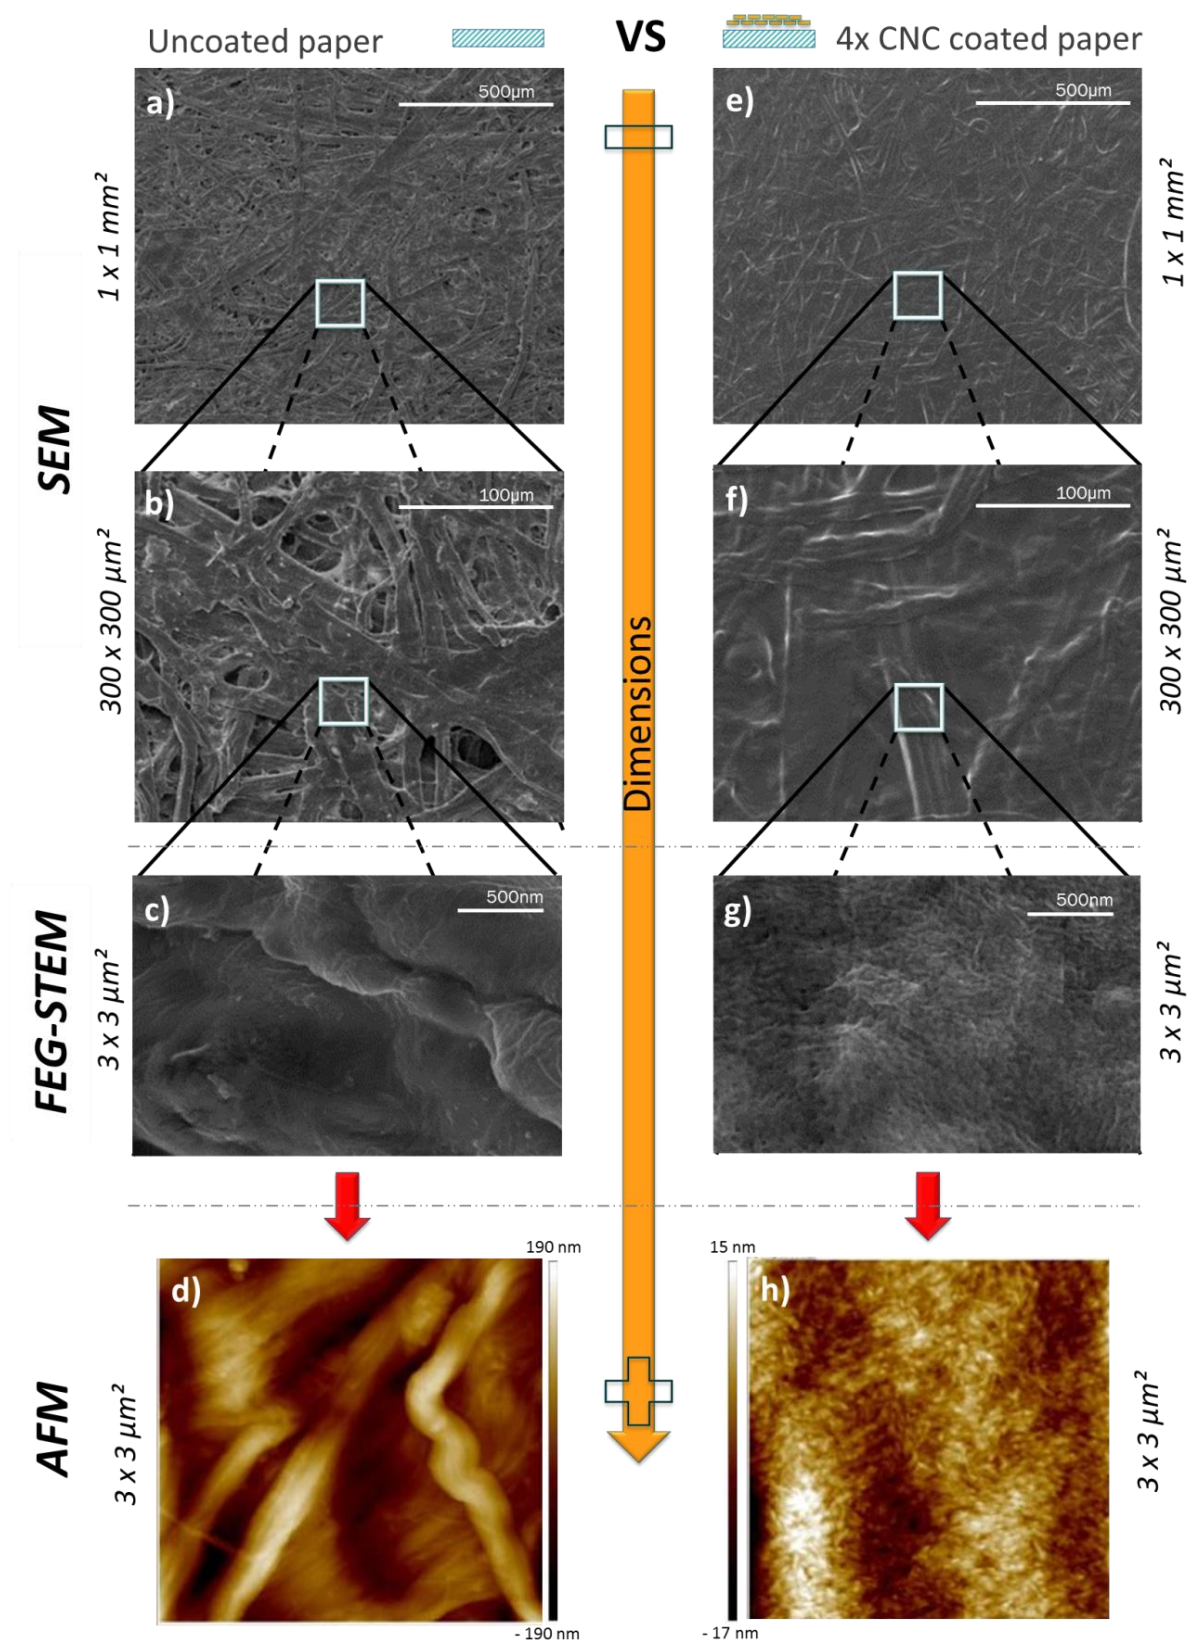 Uncoated paper
VS
4x CNC coated paper
a)
500µm
e)
500µm
1 x 1 mm²
1 x 1 mm²
SEM
b)
100µm
f)
100µm
300 x 300 µm²
300 x 300 µm²
Dimensions
c)
500nm
g)
500nm
FEG-STEM
3 x 3 µm²
3 x 3 µm²
190 nm
15 nm
d)
h)
AFM
3 x 3 µm²
3 x 3 µm²
- 190 nm
- 17 nm